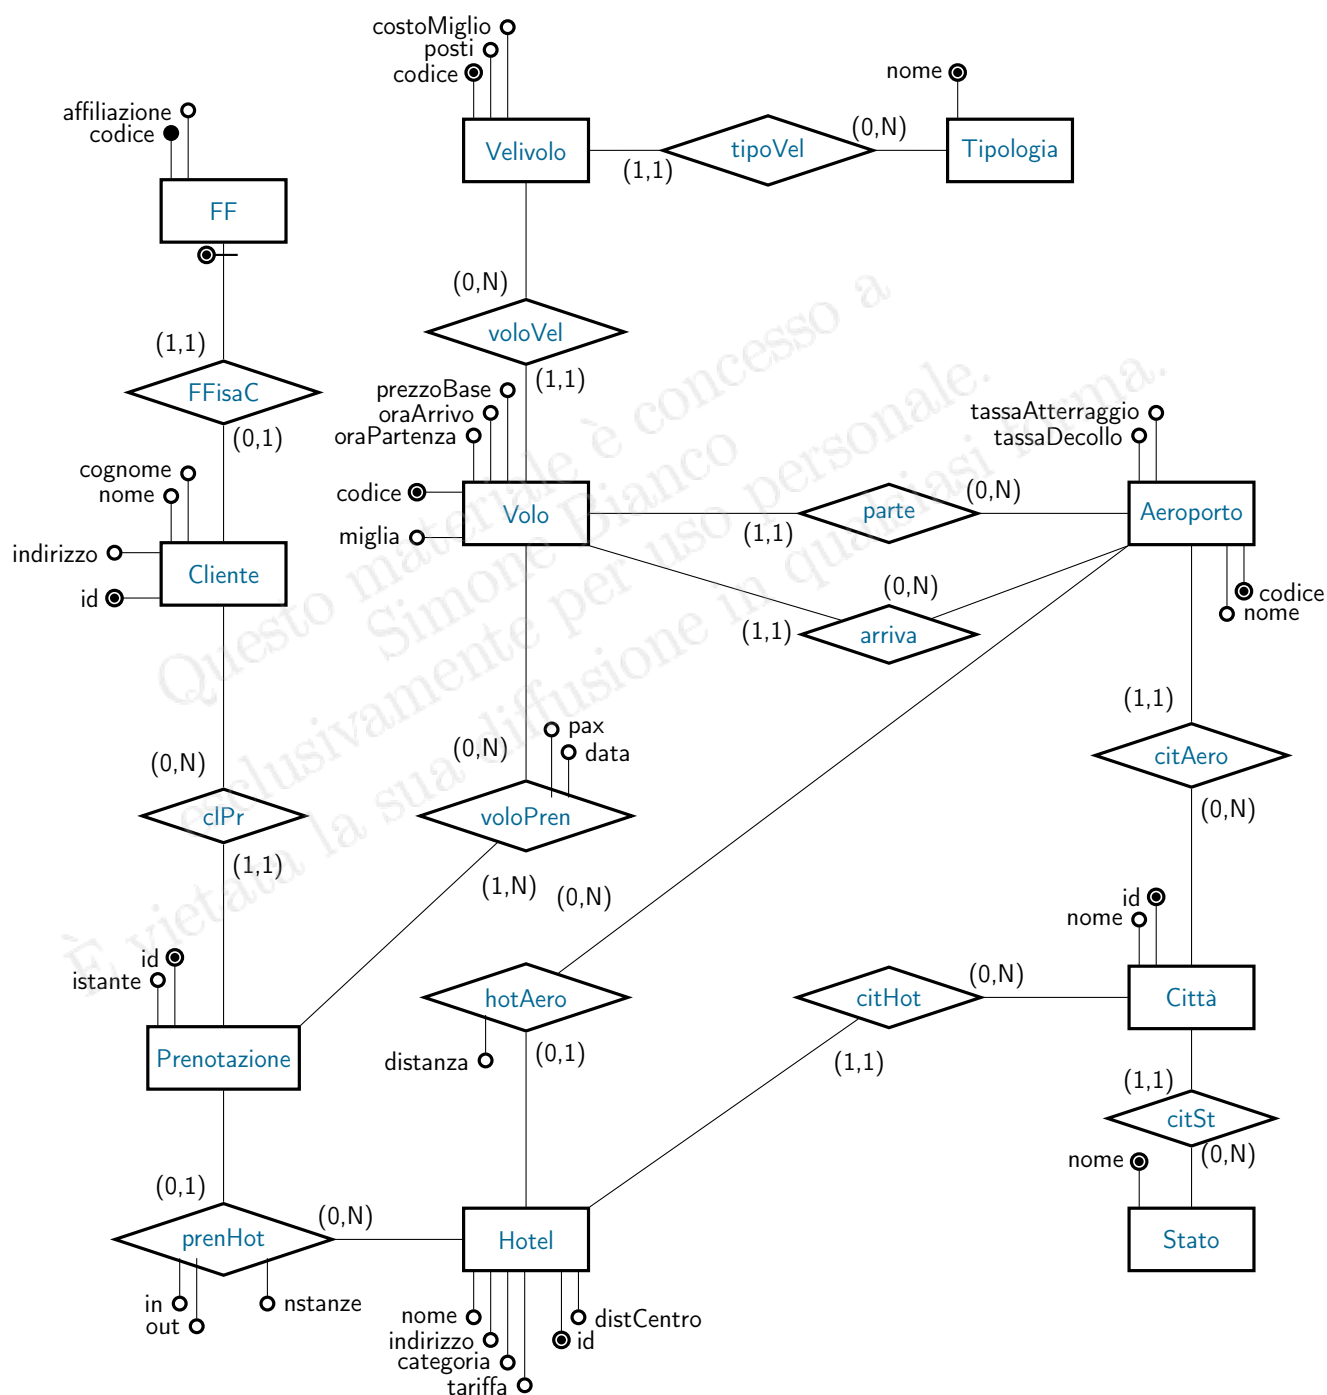 costoMiglio
posti
codice
nome
affiliazione
codice
Velivolo
(1,1)
tipoVel
(0,N)
Tipologia
FF
(0,N)
voloVel
(1,1)
(1,1)
FFisaC
(0,1)
prezzoBase
oraArrivo
oraPartenza
tassaAtterraggio
tassaDecollo
cognome
nome
codice
miglia
Volo
(1,1)
parte
(0,N)
Aeroporto
indirizzo
id
Cliente
(0,N)
(1,1)
arriva
codice
nome
(1,1)
citAero
(0,N)
pax
data
(0,N)
voloPren
(1,N)
(0,N)
clPr
(1,1)
(0,N)
id
nome
id
istante
hotAero
(0,1)
distanza
citHot
(0,N)
(1,1)
Città
Prenotazione
(1,1)
citSt
(0,N)
nome
Stato
(0,1)
prenHot
(0,N)
in
out
nstanze
Hotel
nome
indirizzo
categoria
tariffa
distCentro
id
Questo materiale è concesso a
Simone Bianco
esclusivamente per uso personale.
È vietata la sua diffusione in qualsiasi forma.